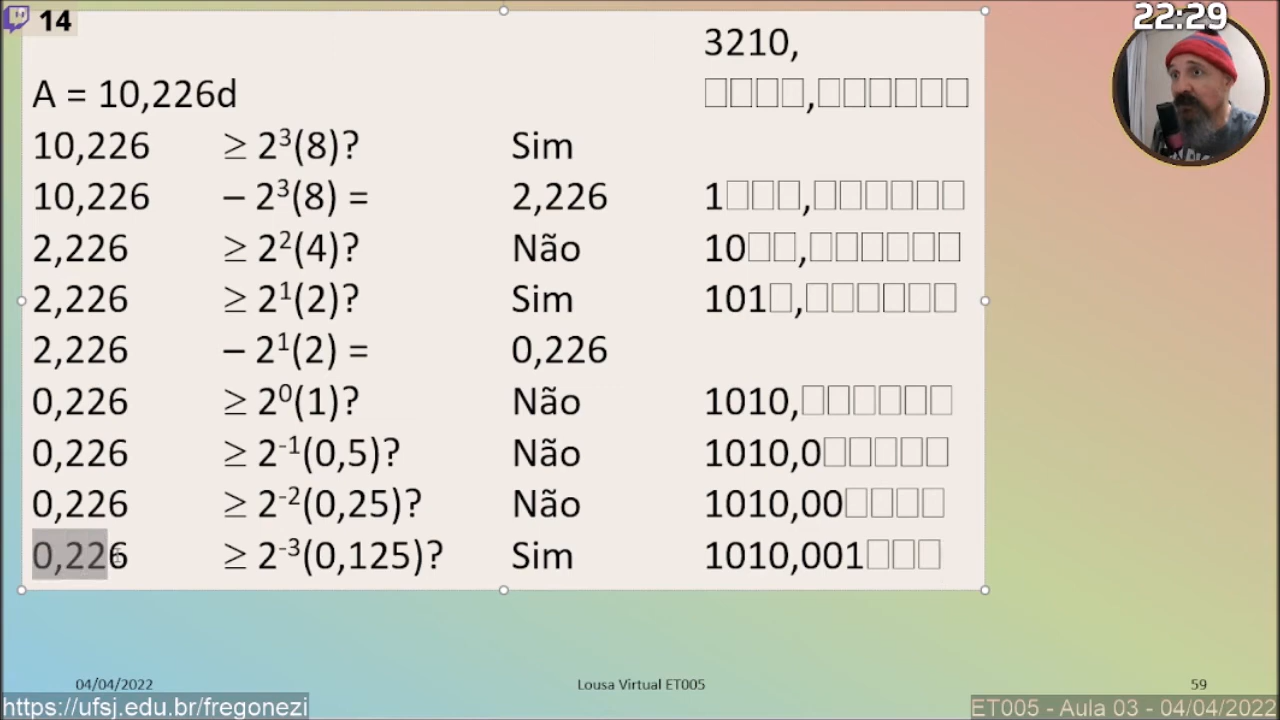 14
22:29
3210,
A = 10,226d □□□□,□□□□□□
10,226 ≥ 2³(8)? Sim
10,226 – 2³(8) = 2,226 1□□□,□□□□□□
2,226 ≥ 2²(4)? Não 10□□,□□□□□□
2,226 ≥ 2¹(2)? Sim 101□,□□□□□□
2,226 – 2¹(2) = 0,226
0,226 ≥ 2⁰(1)? Não 1010,□□□□□□
0,226 ≥ 2⁻¹(0,5)? Não 1010,0□□□□□
0,226 ≥ 2⁻²(0,25)? Não 1010,00□□□□
0,226 ≥ 2⁻³(0,125)? Sim 1010,001□□□
04/04/2022 Lousa Virtual ET005 59
https://ufsj.edu.br/fregonezi ET005 - Aula 03 - 04/04/2022